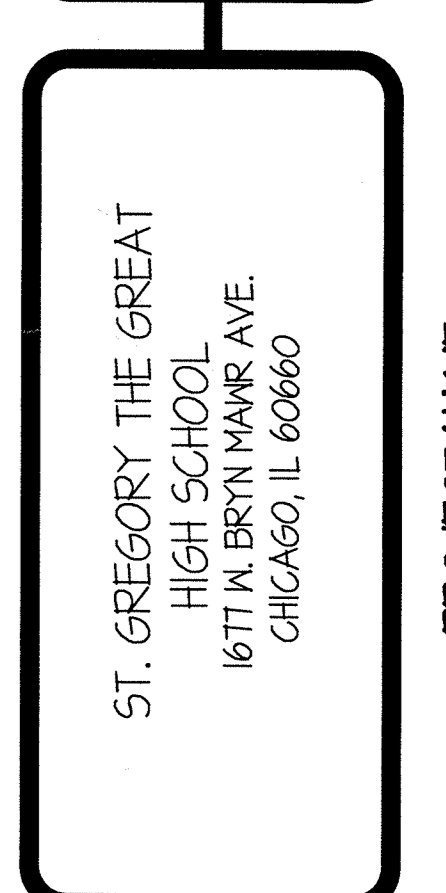 ST. GREGORY THE GREAT
HIGH SCHOOL
1677 W. BRYN MAWR AVE.
CHICAGO, IL 60660